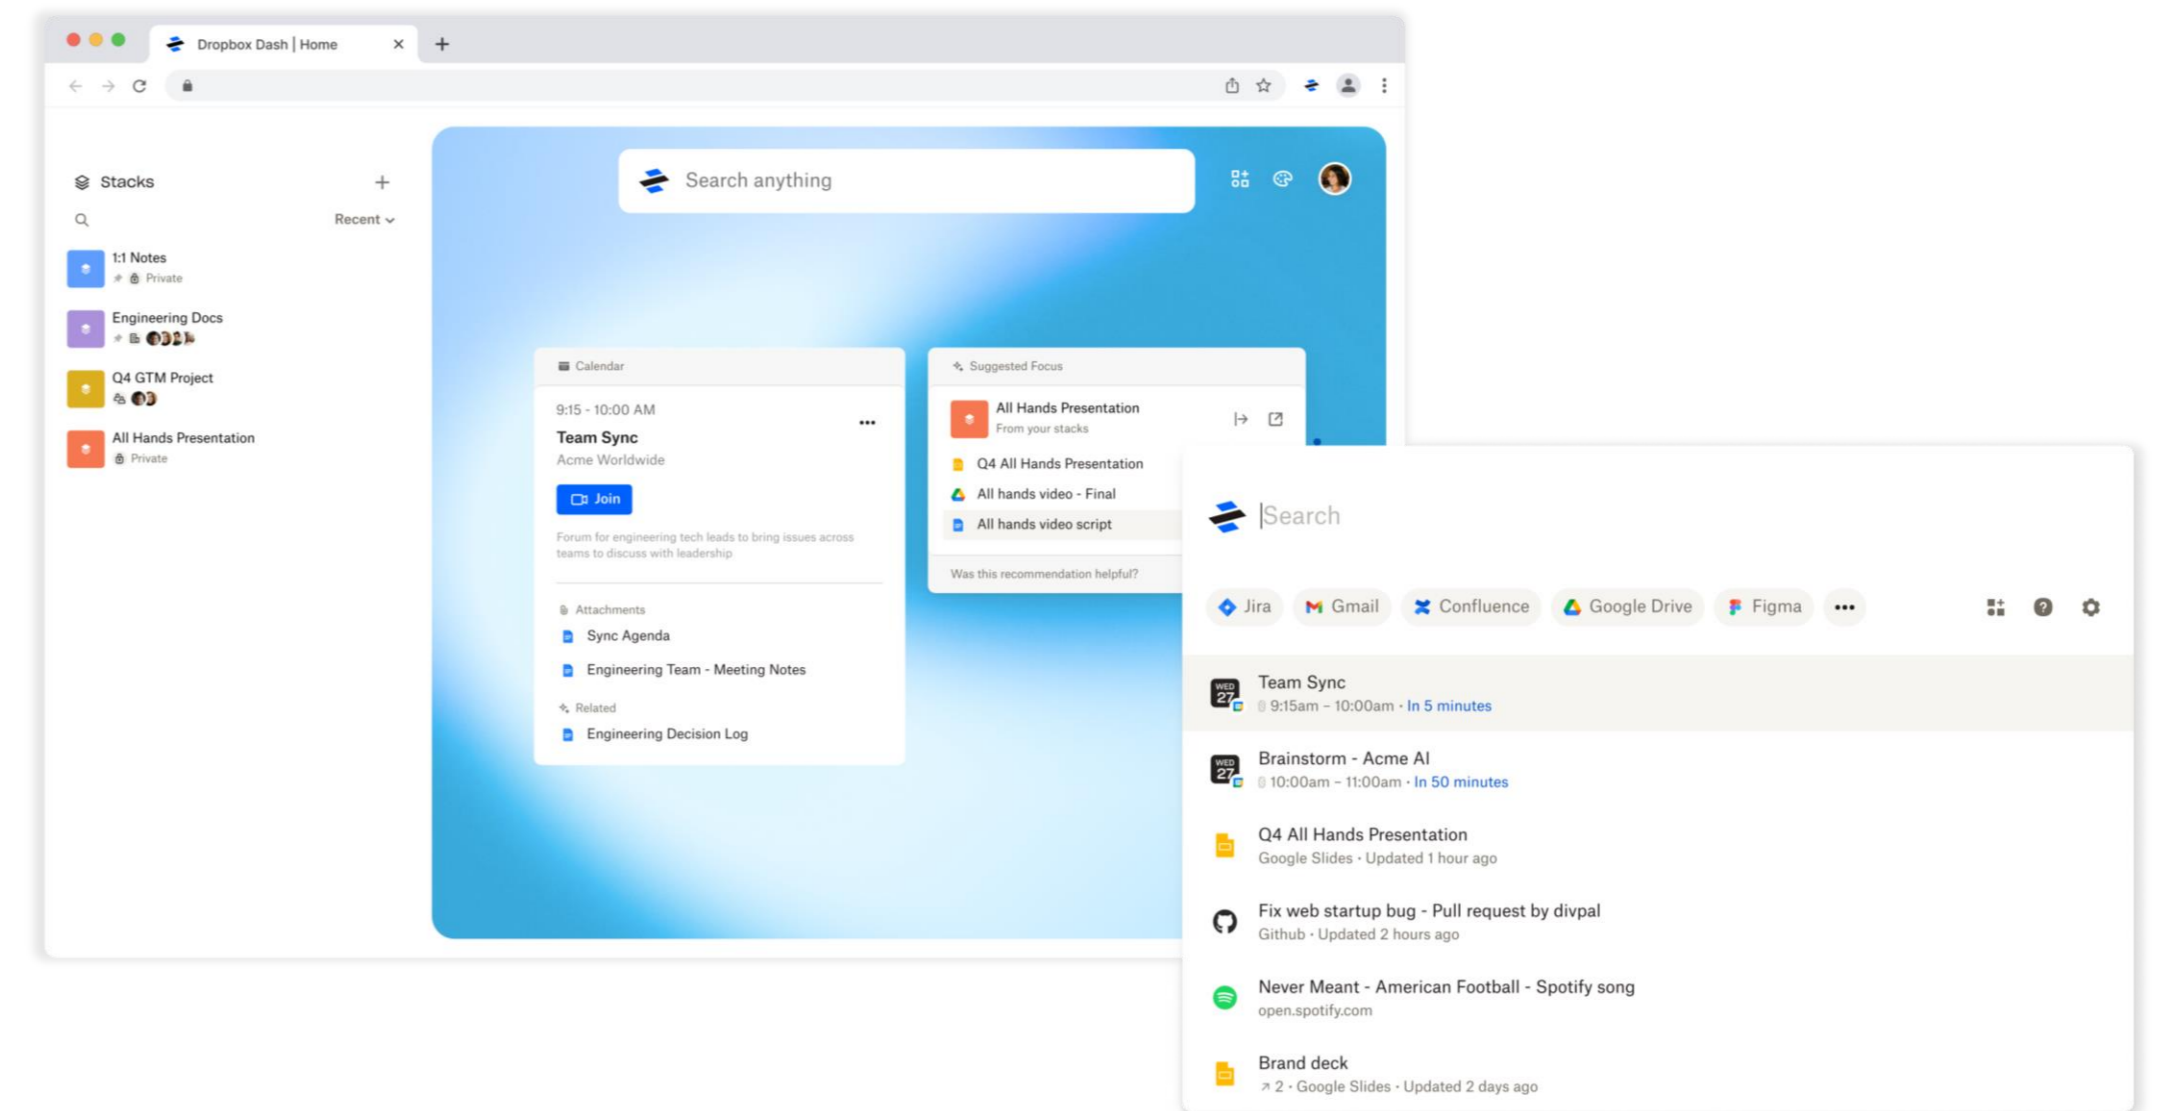 Dropbox Dash | Home
Stacks
Recent
1:1 Notes
Private
Engineering Docs
Q4 GTM Project
All Hands Presentation
Private
Search anything
Calendar
9:15 - 10:00 AM
Team Sync
Acme Worldwide
Join
Forum for engineering tech leads to bring issues across
teams to discuss with leadership
Attachments
Sync Agenda
Engineering Team - Meeting Notes
Related
Engineering Decision Log
Suggested Focus
All Hands Presentation
From your stacks
Q4 All Hands Presentation
All hands video - Final
All hands video script
Was this recommendation helpful?
Search
Jira Gmail Confluence Google Drive Figma
WED 27
Team Sync
9:15am – 10:00am · In 5 minutes
WED 27
Brainstorm - Acme AI
10:00am – 11:00am · In 50 minutes
Q4 All Hands Presentation
Google Slides · Updated 1 hour ago
Fix web startup bug - Pull request by divpal
Github · Updated 2 hours ago
Never Meant - American Football - Spotify song
open.spotify.com
Brand deck
2 · Google Slides · Updated 2 days ago